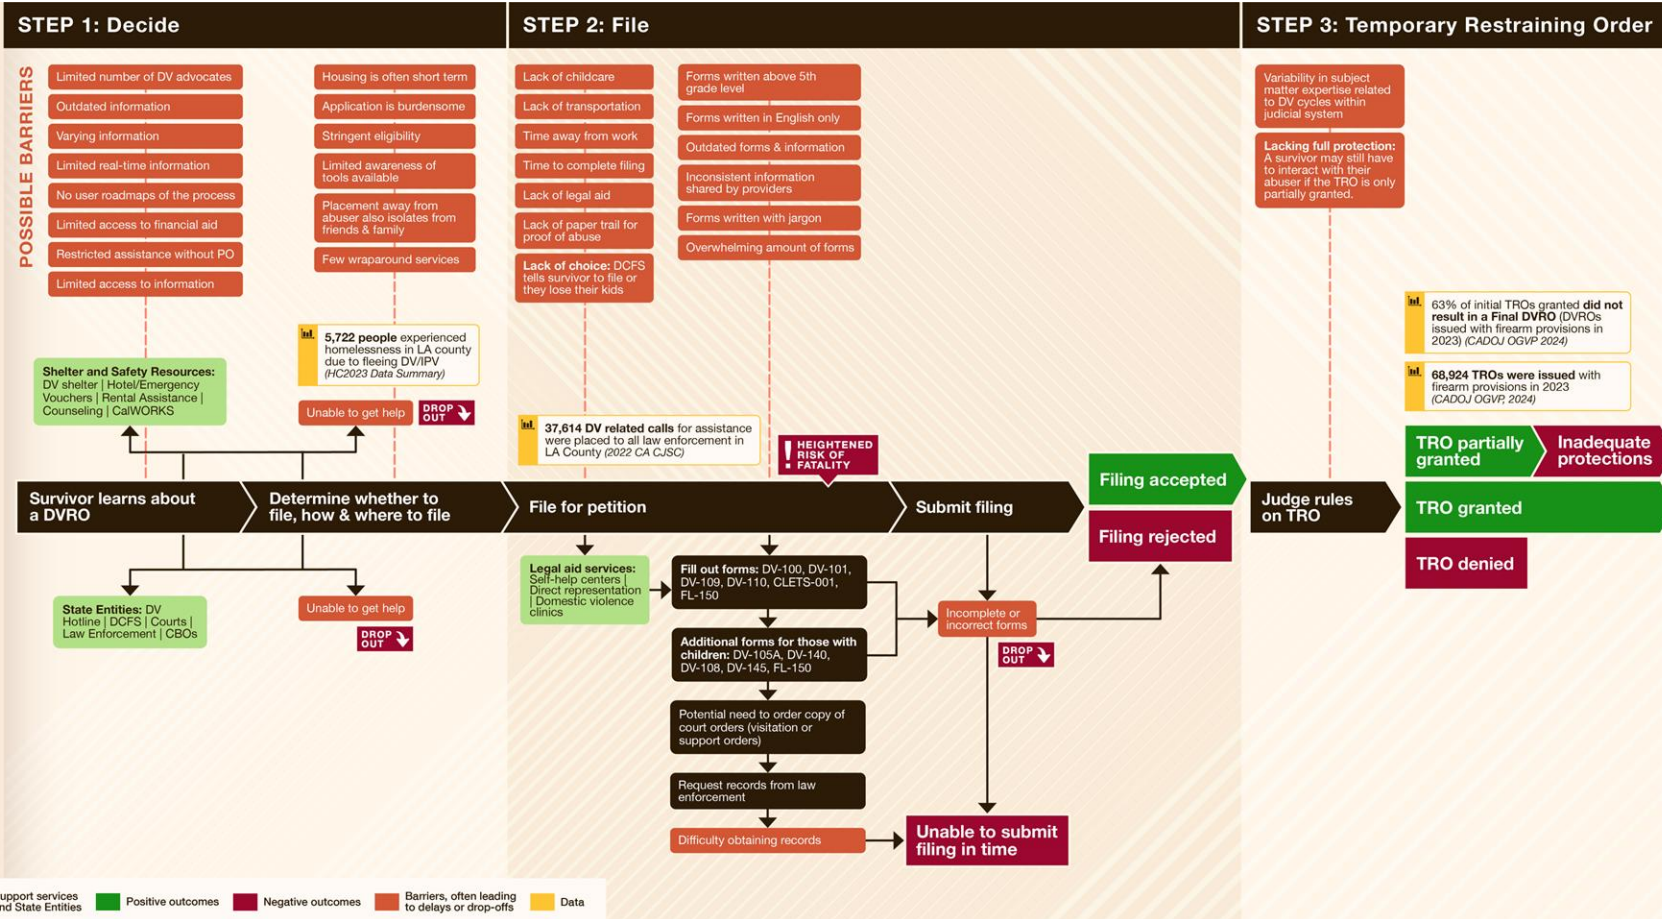 STEP 1: Decide
STEP 2: File
STEP 3: Temporary Restraining Order
POSSIBLE BARRIERS
Limited number of DV advocates
Outdated information
Varying information
Limited real-time information
No user roadmaps of the process
Limited access to financial aid
Restricted assistance without PO
Limited access to information
Housing is often short term
Application is burdensome
Stringent eligibility
Limited awareness of
tools available
Placement away from
abuser also isolates from
friends & family
Few wraparound services
Lack of childcare
Lack of transportation
Time away from work
Time to complete filing
Lack of legal aid
Lack of paper trail for
proof of abuse
Lack of choice: DCFS
tells survivor to file or
they lose their kids
Forms written above 5th
grade level
Forms written in English only
Outdated forms & information
Inconsistent information
shared by providers
Forms written with jargon
Overwhelming amount of forms
Variability in subject
matter expertise related
to DV cycles within
judicial system
Lacking full protection:
A survivor may still have
to interact with their
abuser if the TRO is only
partially granted.
5,722 people experienced
homelessness in LA county
due to fleeing DV/IPV
(HC2023 Data Summary)
Shelter and Safety Resources:
DV shelter | Hotel/Emergency
Vouchers | Rental Assistance |
Counseling | CalWORKS
Unable to get help
DROP
OUT
37,614 DV related calls for assistance
were placed to all law enforcement in
LA County (2022 CA CJSC)
! HEIGHTENED
RISK OF
FATALITY
63% of initial TROs granted did not
result in a Final DVRO (DVROs
issued with firearm provisions in
2023) (CADOJ OGVP 2024)
68,924 TROs were issued with
firearm provisions in 2023
(CADOJ OGVP, 2024)
Survivor learns about
a DVRO
Determine whether to
file, how & where to file
File for petition
Submit filing
Filing accepted
Filing rejected
Judge rules
on TRO
TRO partially
granted
Inadequate
protections
TRO granted
TRO denied
State Entities: DV
Hotline | DCFS | Courts |
Law Enforcement | CBOs
Unable to get help
DROP
OUT
Legal aid services:
Self-help centers |
Direct representation
| Domestic violence
clinics
Fill out forms: DV-100, DV-101,
DV-109, DV-110, CLETS-001,
FL-150
Additional forms for those with
children: DV-105A, DV-140,
DV-108, DV-145, FL-150
Potential need to order copy of
court orders (visitation or
support orders)
Request records from law
enforcement
Difficulty obtaining records
Incomplete or
incorrect forms
DROP
OUT
Unable to submit
filing in time
upport services
nd State Entities
Positive outcomes
Negative outcomes
Barriers, often leading
to delays or drop-offs
Data